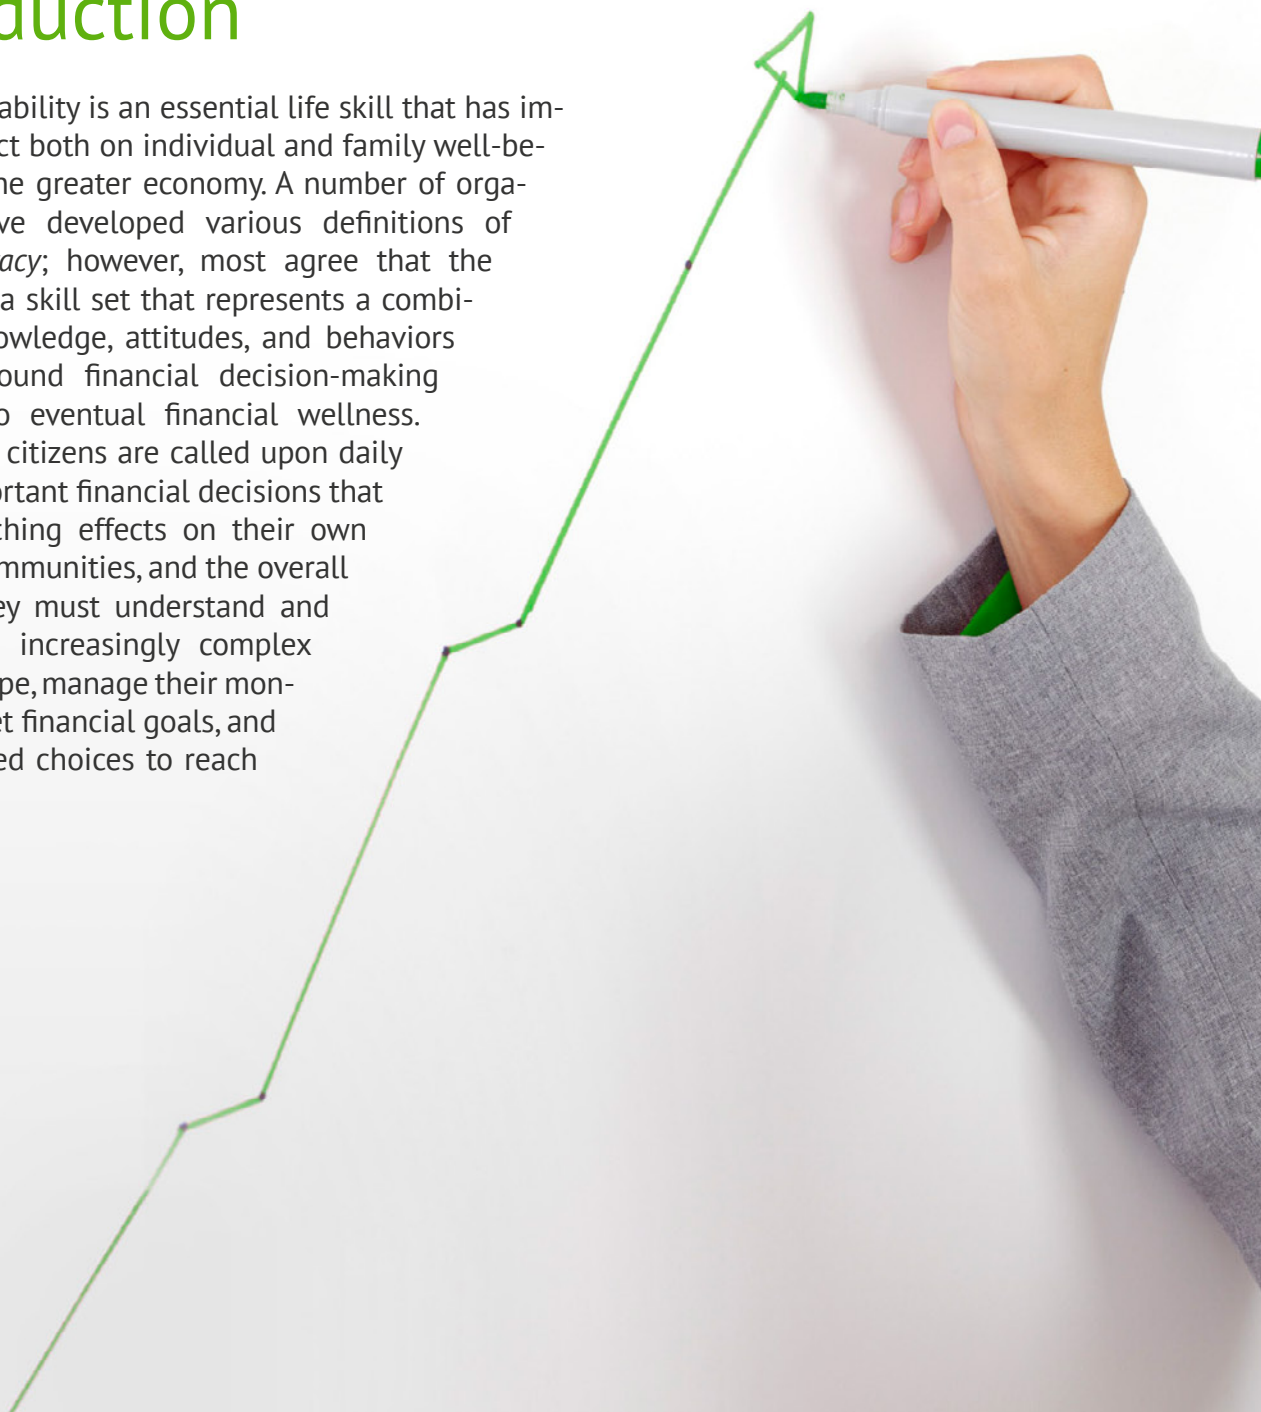 duction
ability is an essential life skill that has im-
ct both on individual and family well-be-
he greater economy. A number of orga-
ve developed various definitions of
acy; however, most agree that the
a skill set that represents a combi-
owledge, attitudes, and behaviors
ound financial decision-making
o eventual financial wellness.
citizens are called upon daily
ortant financial decisions that
ching effects on their own
mmunities, and the overall
ey must understand and
increasingly complex
pe, manage their mon-
et financial goals, and
ed choices to reach